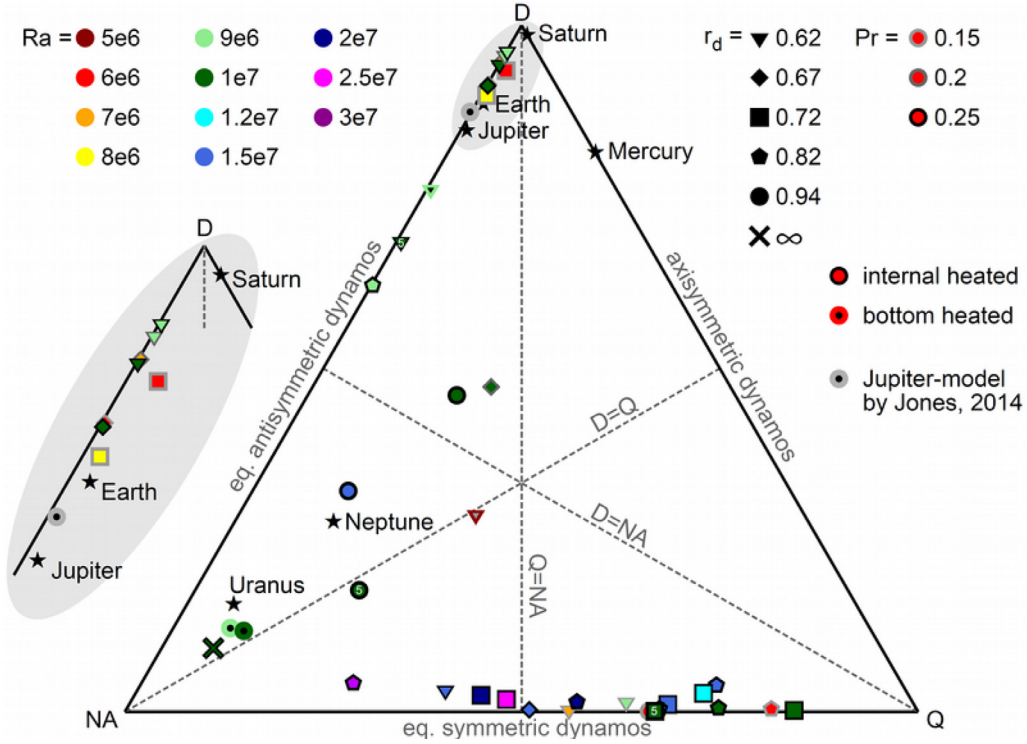 D
Saturn
Ra = 5e6 9e6 2e7
r_d = 0.62 Pr = 0.15
6e6 1e7 2.5e7
0.67 0.2
7e6 1.2e7 3e7
0.72 0.25
8e6 1.5e7
0.82
0.94
∞
Earth
Jupiter
Mercury
D
Saturn
Earth
Jupiter
internal heated
bottom heated
Jupiter-model
by Jones, 2014
eq. antisymmetric dynamos
axisymmetric dynamos
5
D=Q
D=NA
Q=NA
Neptune
5
Uranus
5
NA
Q
eq. symmetric dynamos